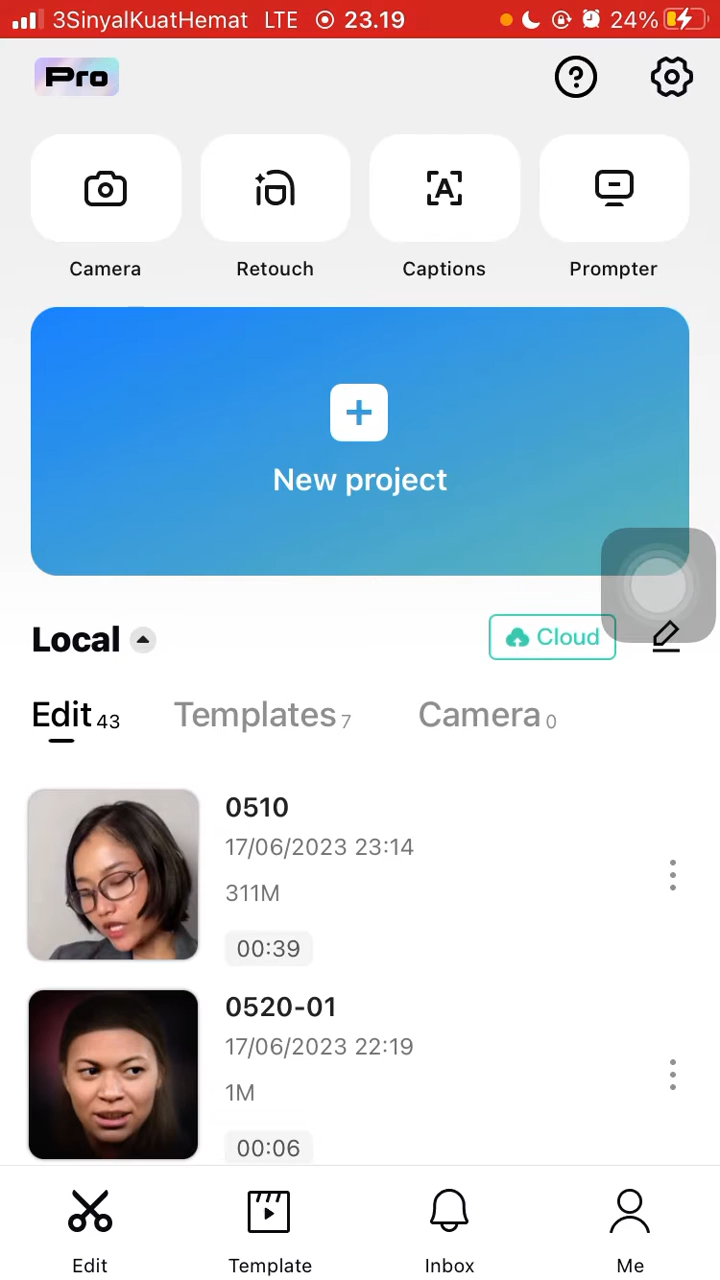 3SinyalKuatHemat LTE 23.19 24%
Pro
Camera Retouch Captions Prompter
New project
Local Cloud
Edit 43 Templates 7 Camera 0
0510
17/06/2023 23:14
311M
00:39
0520-01
17/06/2023 22:19
1M
00:06
Edit Template Inbox Me